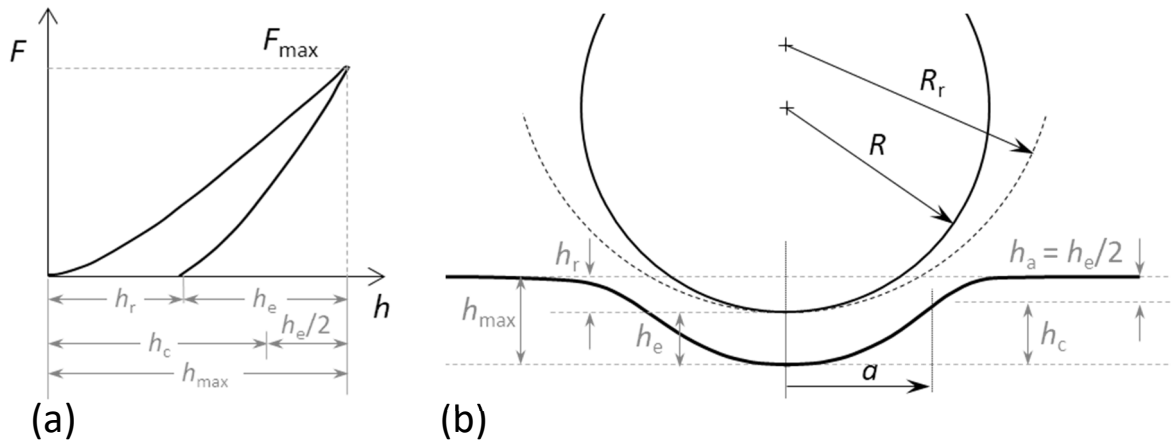 F
F_max
h_r
h_e
h
h_c
h_e/2
h_max
(a)
R_r
R
h_r
h_a = h_e/2
h_max
h_e
h_c
a
(b)